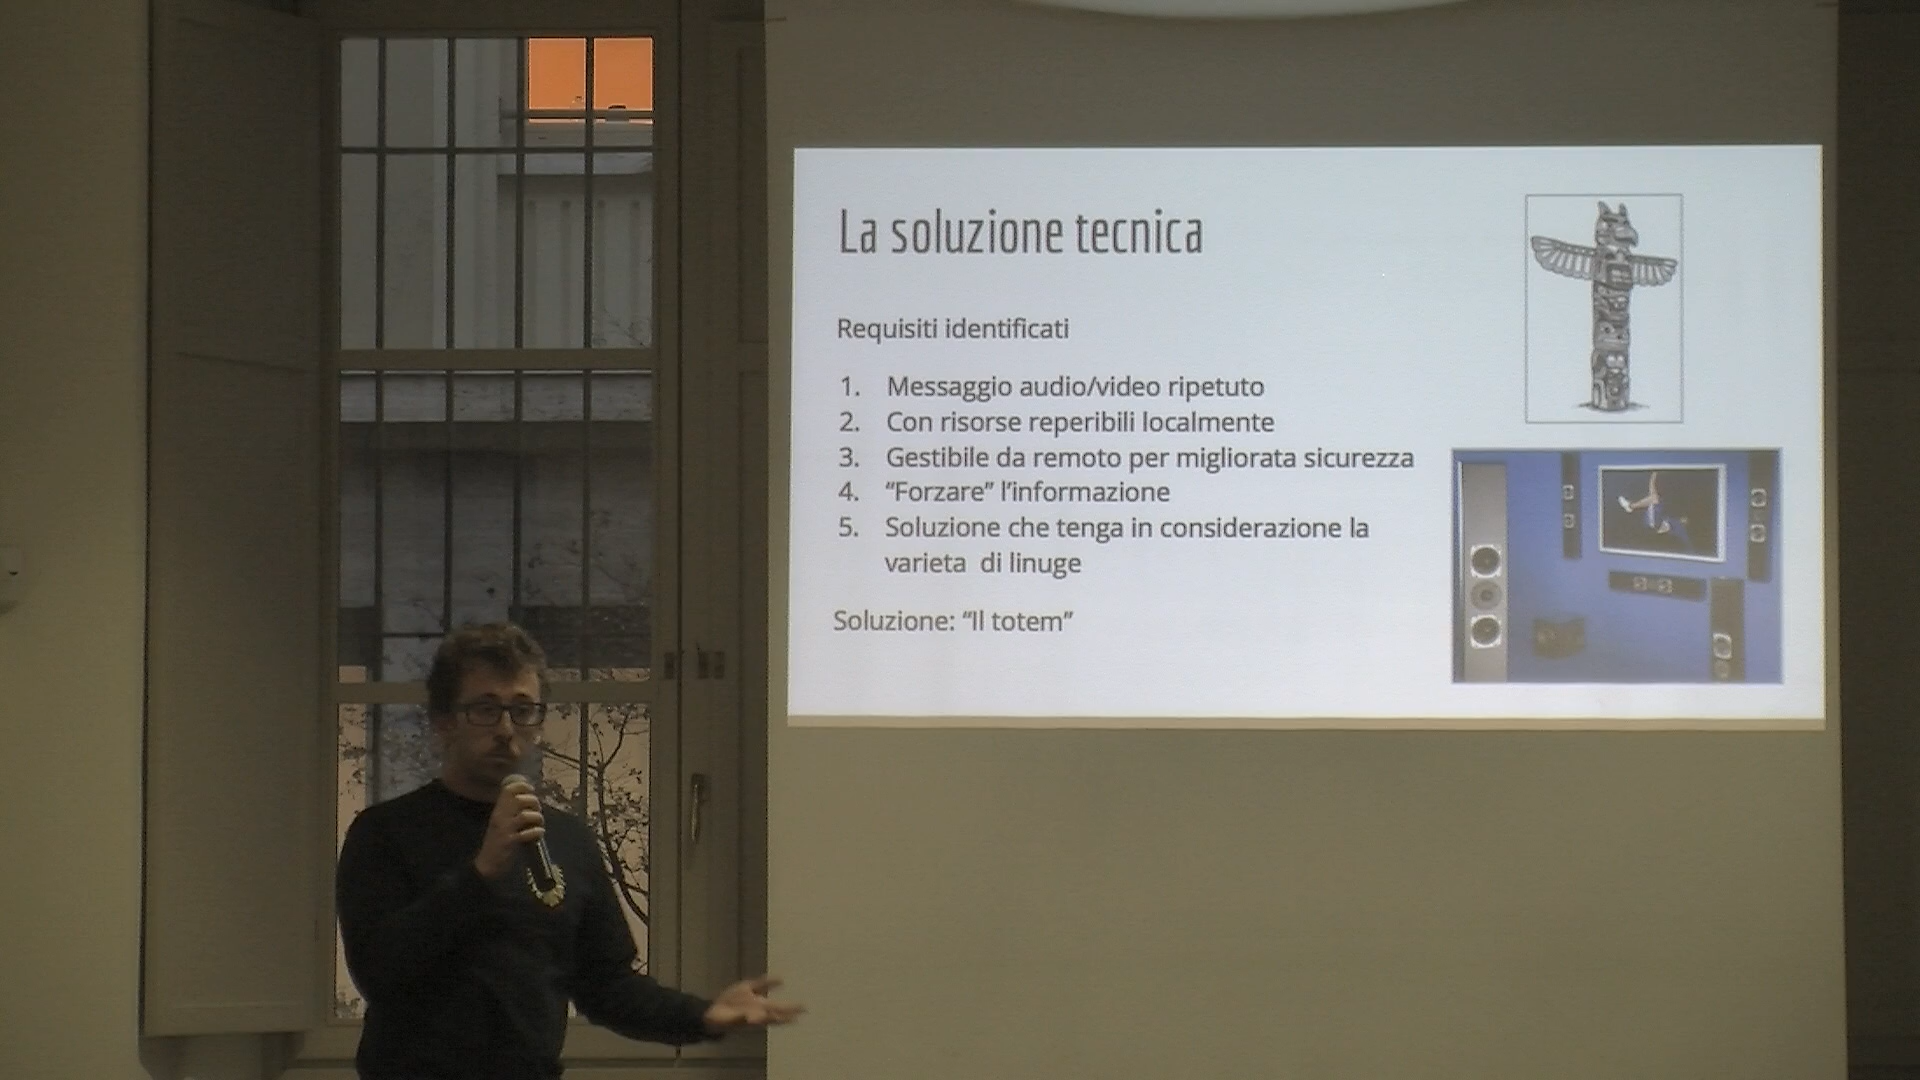 La soluzione tecnica
Requisiti identificati
1. Messaggio audio/video ripetuto
2. Con risorse reperibili localmente
3. Gestibile da remoto per migliorata sicurezza
4. “Forzare” l’informazione
5. Soluzione che tenga in considerazione la
varieta di linuge
Soluzione: “Il totem”